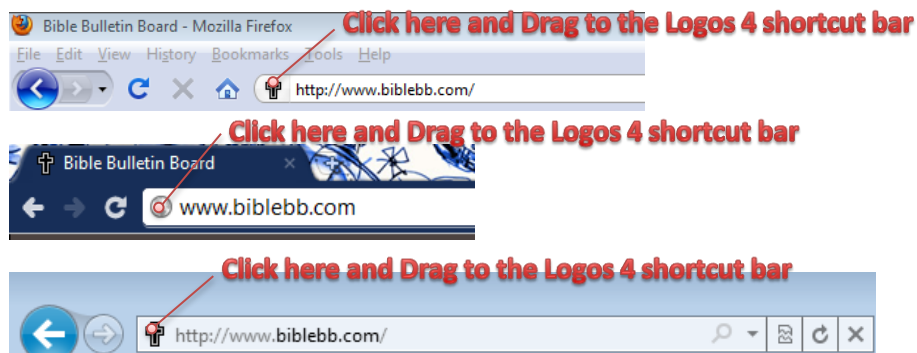 Bible Bulletin Board - Mozilla Firefox
Click here and Drag to the Logos 4 shortcut bar
File Edit View History Bookmarks Tools Help
http://www.biblebb.com/
Click here and Drag to the Logos 4 shortcut bar
Bible Bulletin Board
www.biblebb.com
Click here and Drag to the Logos 4 shortcut bar
http://www.biblebb.com/